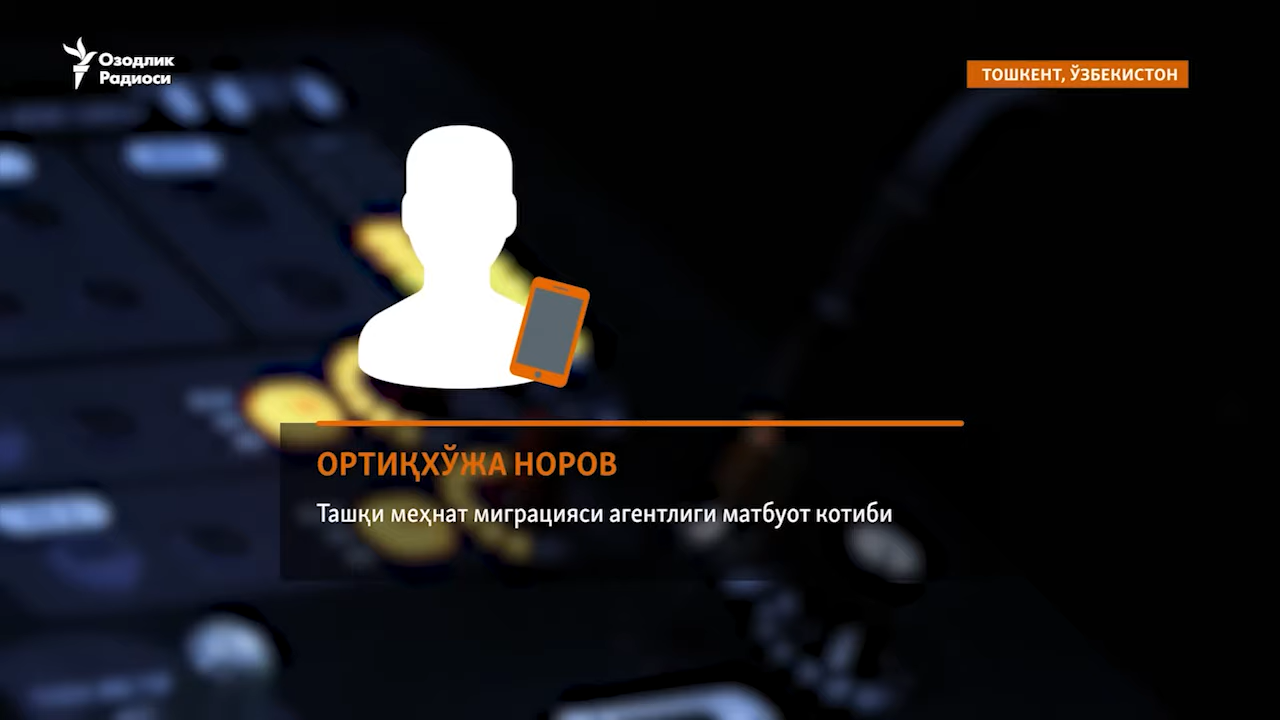 Озодлик
Радиоси
ТОШКЕНТ, ЎЗБЕКИСТОН
ОРТИҚХЎЖА НОРОВ
Ташқи меҳнат миграцияси агентлиги матбуот котиби